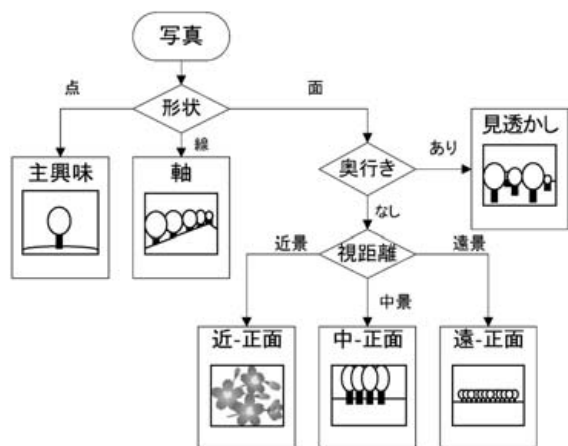 写真
点
形状
面
線
主興味
軸
奥行き
あり
見透かし
なし
近景
視距離
遠景
中景
近-正面
中-正面
遠-正面